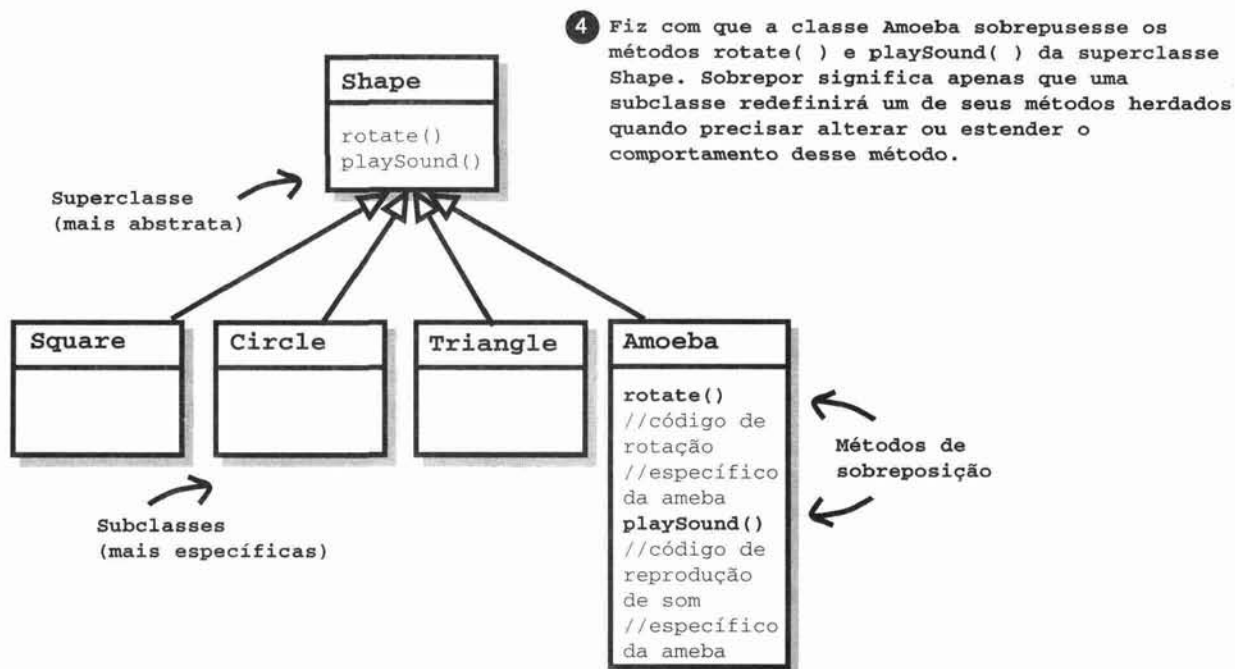 4 Fiz com que a classe Amoeba sobrepusesse os
métodos rotate( ) e playSound( ) da superclasse
Shape. Sobrepor significa apenas que uma
subclasse redefinirá um de seus métodos herdados
quando precisar alterar ou estender o
comportamento desse método.
Shape
rotate()
playSound()
Superclasse
(mais abstrata)
Square
Circle
Triangle
Amoeba
rotate()
//código de
rotação
//específico
da ameba
playSound()
//código de
reprodução
de som
//específico
da ameba
Métodos de
sobreposição
Subclasses
(mais específicas)